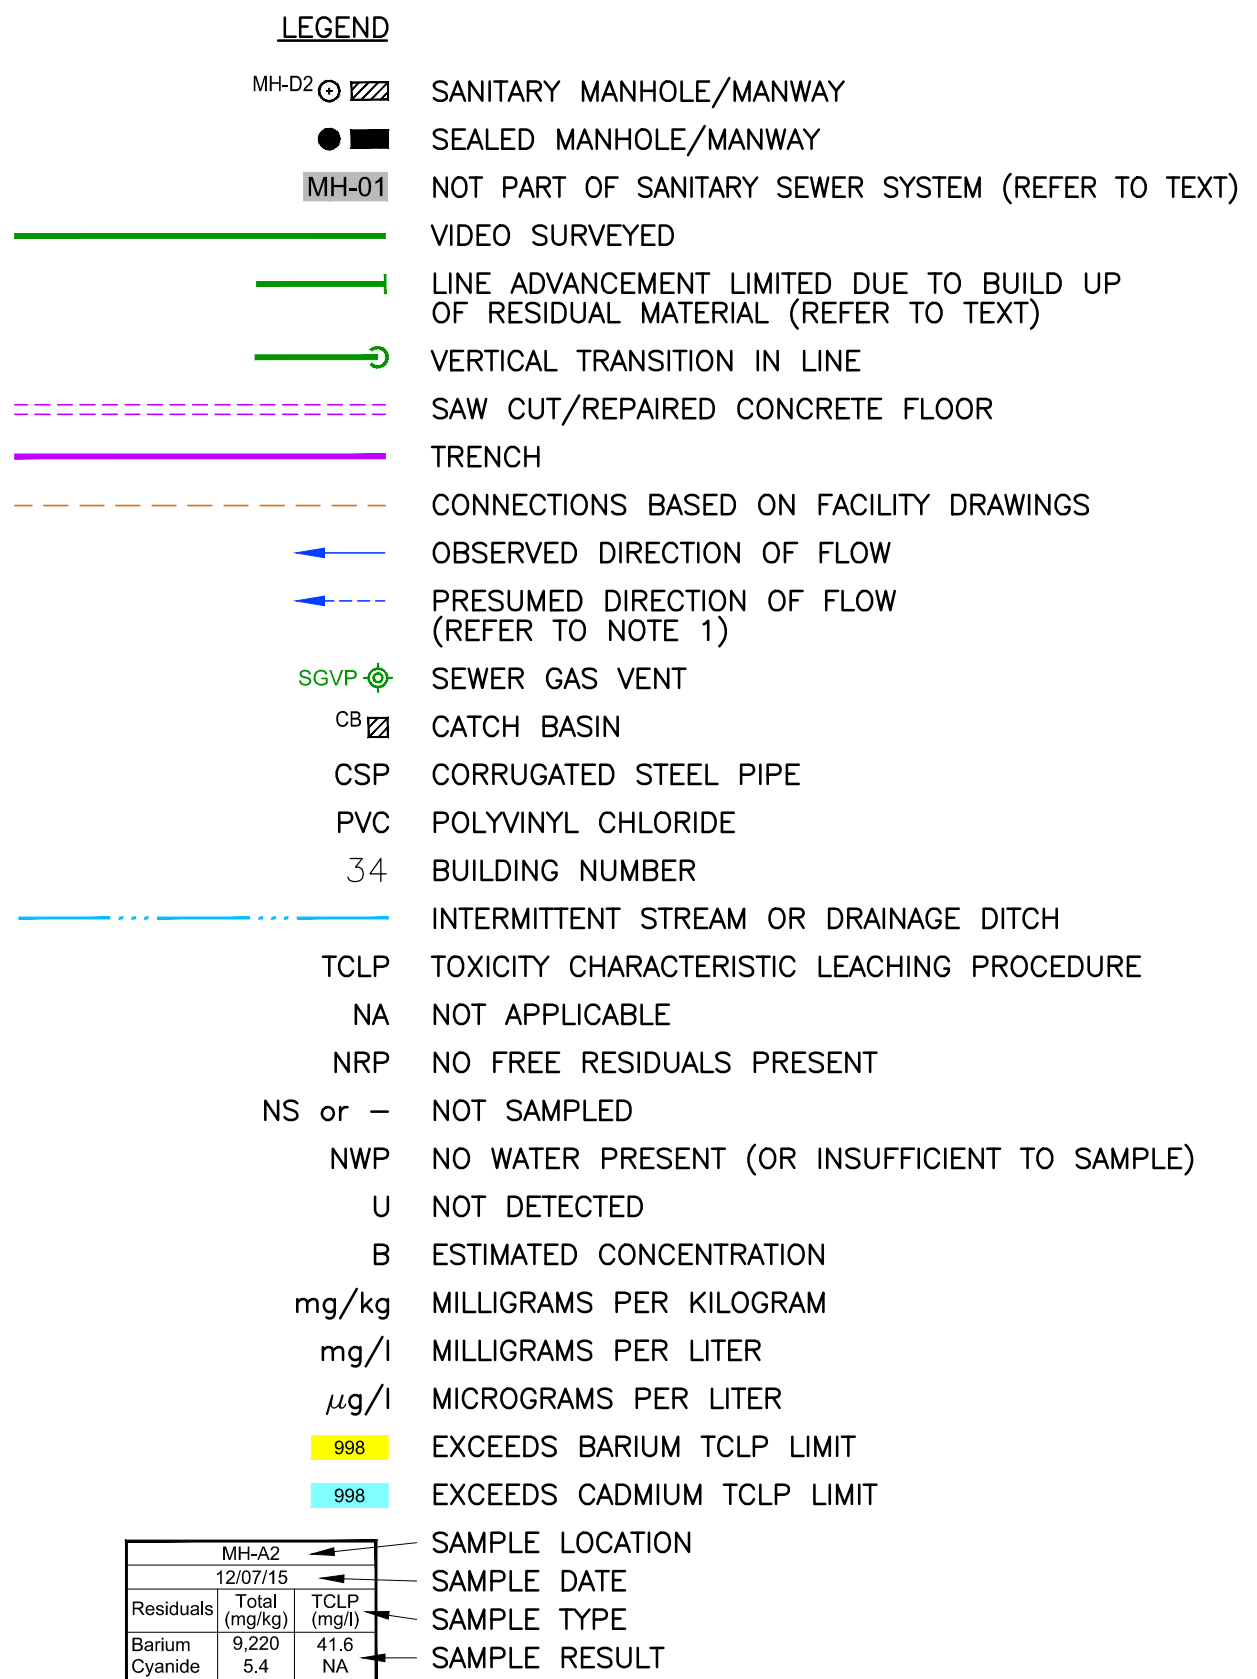 LEGEND
MH-D2 SANITARY MANHOLE/MANWAY
SEALED MANHOLE/MANWAY
MH-01 NOT PART OF SANITARY SEWER SYSTEM (REFER TO TEXT)
VIDEO SURVEYED
LINE ADVANCEMENT LIMITED DUE TO BUILD UP
OF RESIDUAL MATERIAL (REFER TO TEXT)
VERTICAL TRANSITION IN LINE
SAW CUT/REPAIRED CONCRETE FLOOR
TRENCH
CONNECTIONS BASED ON FACILITY DRAWINGS
OBSERVED DIRECTION OF FLOW
PRESUMED DIRECTION OF FLOW
(REFER TO NOTE 1)
SGVP SEWER GAS VENT
CB CATCH BASIN
CSP CORRUGATED STEEL PIPE
PVC POLYVINYL CHLORIDE
34 BUILDING NUMBER
INTERMITTENT STREAM OR DRAINAGE DITCH
TCLP TOXICITY CHARACTERISTIC LEACHING PROCEDURE
NA NOT APPLICABLE
NRP NO FREE RESIDUALS PRESENT
NS or – NOT SAMPLED
NWP NO WATER PRESENT (OR INSUFFICIENT TO SAMPLE)
U NOT DETECTED
B ESTIMATED CONCENTRATION
mg/kg MILLIGRAMS PER KILOGRAM
mg/l MILLIGRAMS PER LITER
μg/l MICROGRAMS PER LITER
998 EXCEEDS BARIUM TCLP LIMIT
998 EXCEEDS CADMIUM TCLP LIMIT
MH-A2 SAMPLE LOCATION
12/07/15 SAMPLE DATE
Residuals Total (mg/kg) TCLP (mg/l) SAMPLE TYPE
Barium 9,220 41.6
Cyanide 5.4 NA SAMPLE RESULT